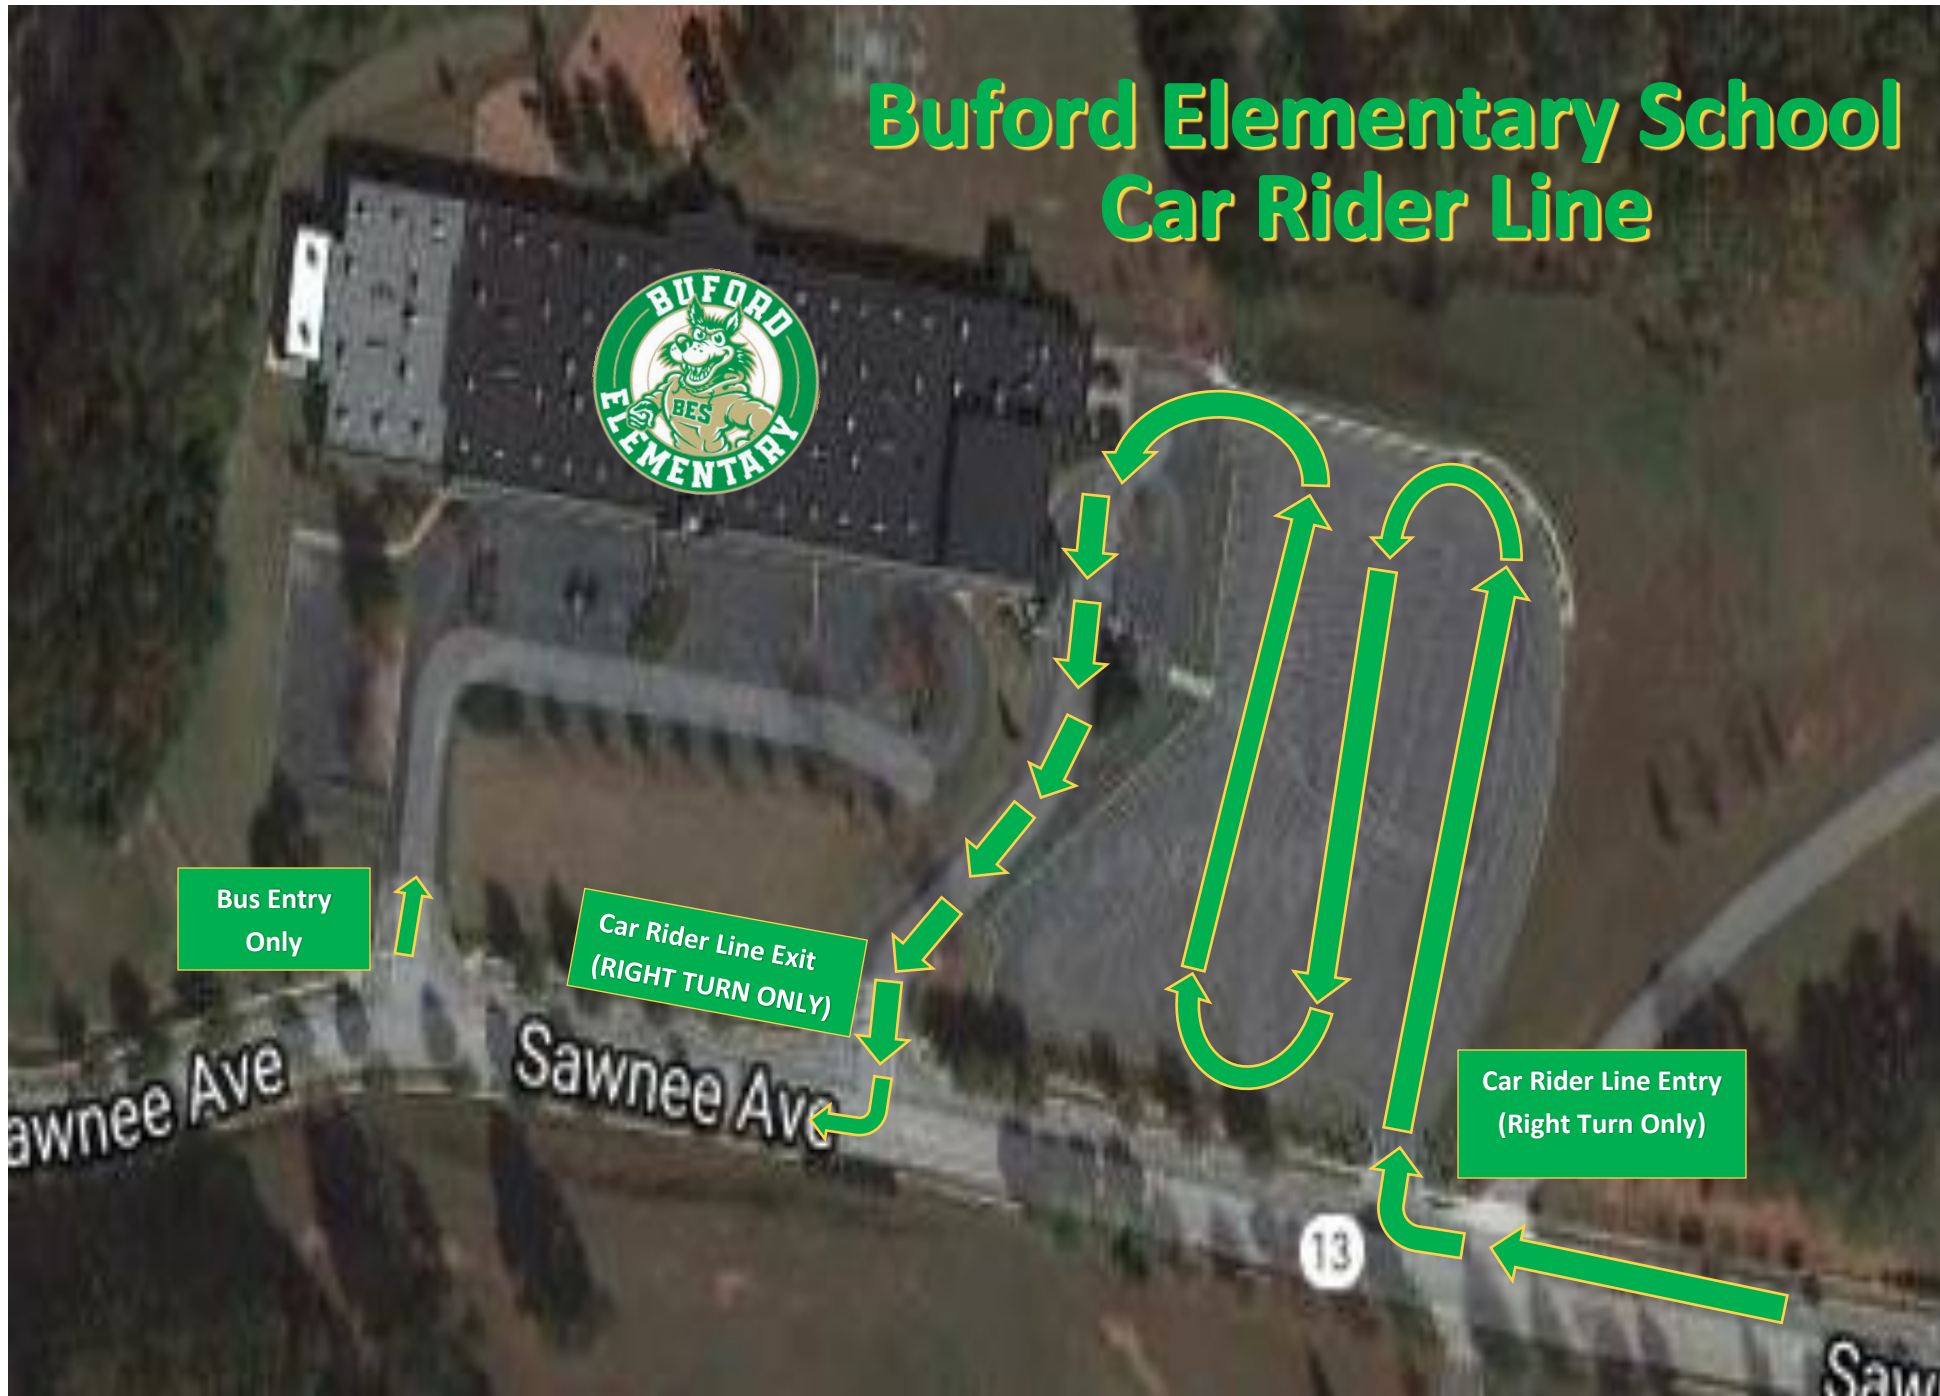 Buford Elementary School
Car Rider Line
BUFORD
BES
ELEMENTARY
Bus Entry
Only
Car Rider Line Exit
(RIGHT TURN ONLY)
Sawnee Ave
awnee Ave
Car Rider Line Entry
(Right Turn Only)
13
Saw